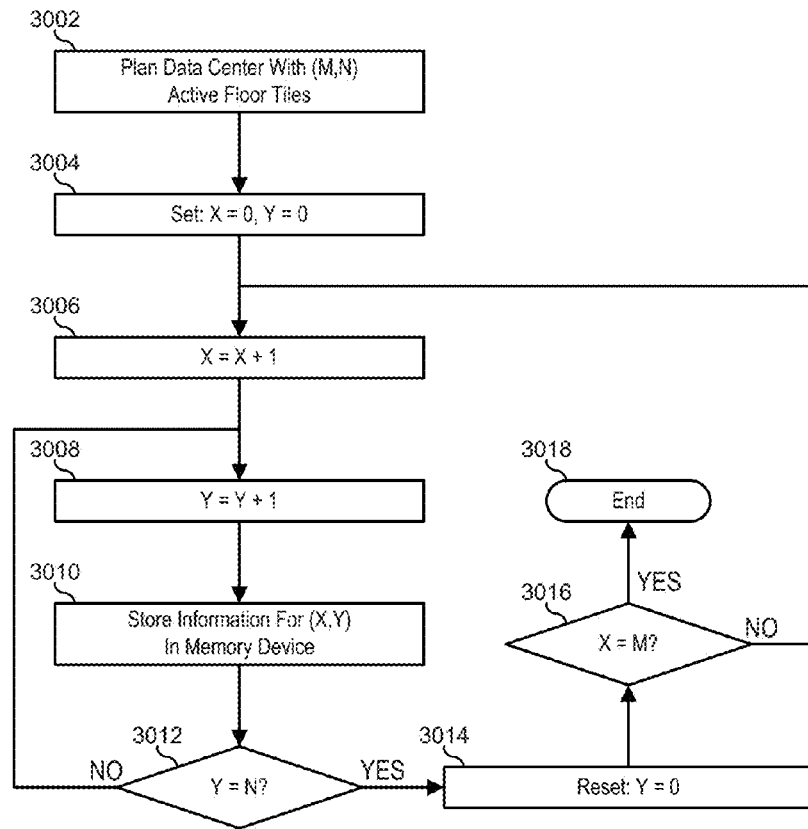 3002
Plan Data Center With (M,N)
Active Floor Tiles
3004
Set: X = 0, Y = 0
3006
X = X + 1
3008
Y = Y + 1
3018
End
3010
Store Information For (X,Y)
In Memory Device
YES
3016
X = M?
NO
3012
NO
Y = N?
YES
3014
Reset: Y = 0